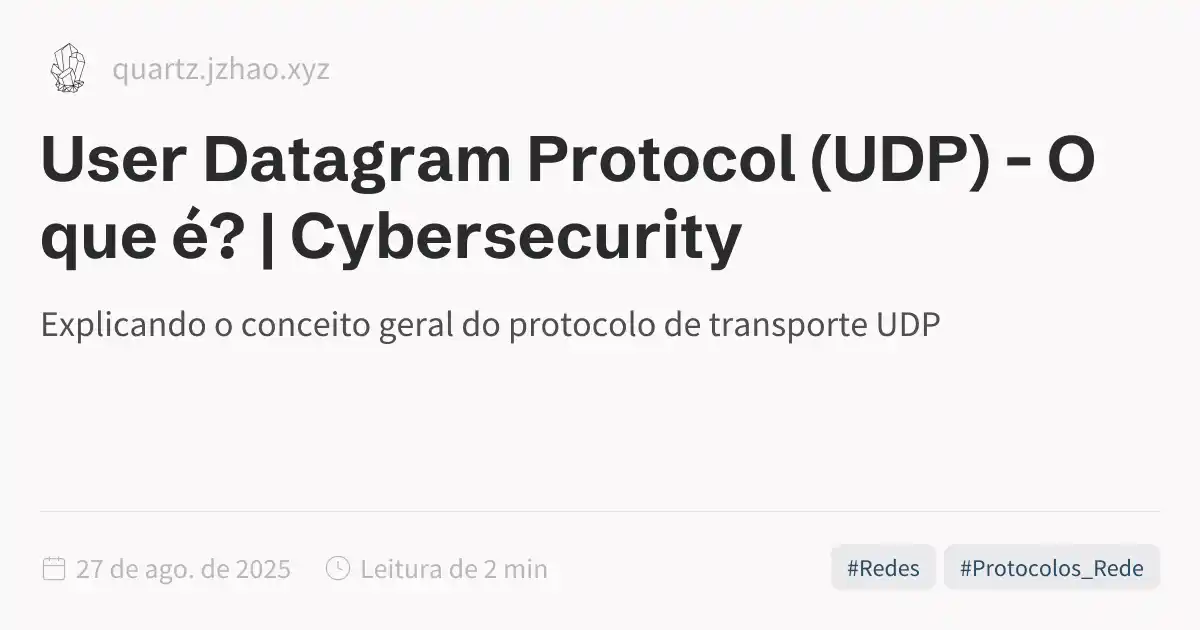 quartz.jzhao.xyz
User Datagram Protocol (UDP) - O
que é? | Cybersecurity
Explicando o conceito geral do protocolo de transporte UDP
27 de ago. de 2025 Leitura de 2 min #Redes #Protocolos_Rede